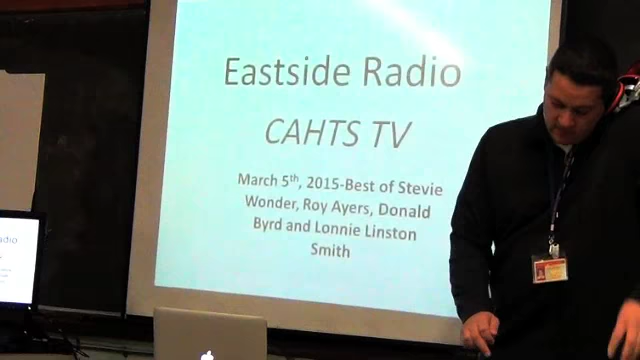 Eastside Radio
CAHTS TV
March 5th, 2015-Best of Stevie
Wonder, Roy Ayers, Donald
Byrd and Lonnie Linston
Smith
adio